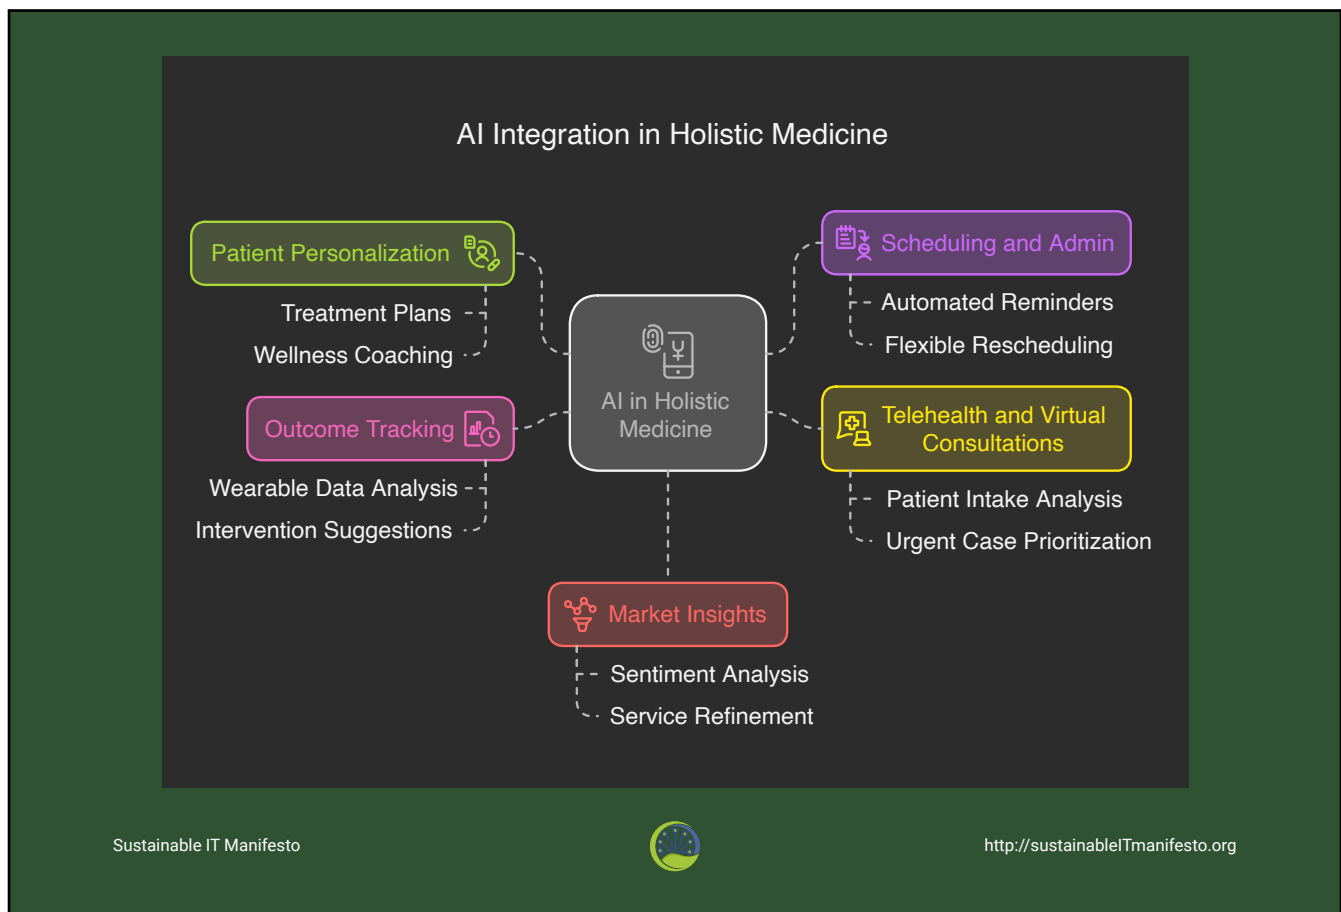 AI Integration in Holistic Medicine
Patient Personalization
Treatment Plans
Wellness Coaching
Outcome Tracking
Wearable Data Analysis
Intervention Suggestions
AI in Holistic
Medicine
Scheduling and Admin
Automated Reminders
Flexible Rescheduling
Telehealth and Virtual
Consultations
Patient Intake Analysis
Urgent Case Prioritization
Market Insights
Sentiment Analysis
Service Refinement
Sustainable IT Manifesto
http://sustainableITmanifesto.org